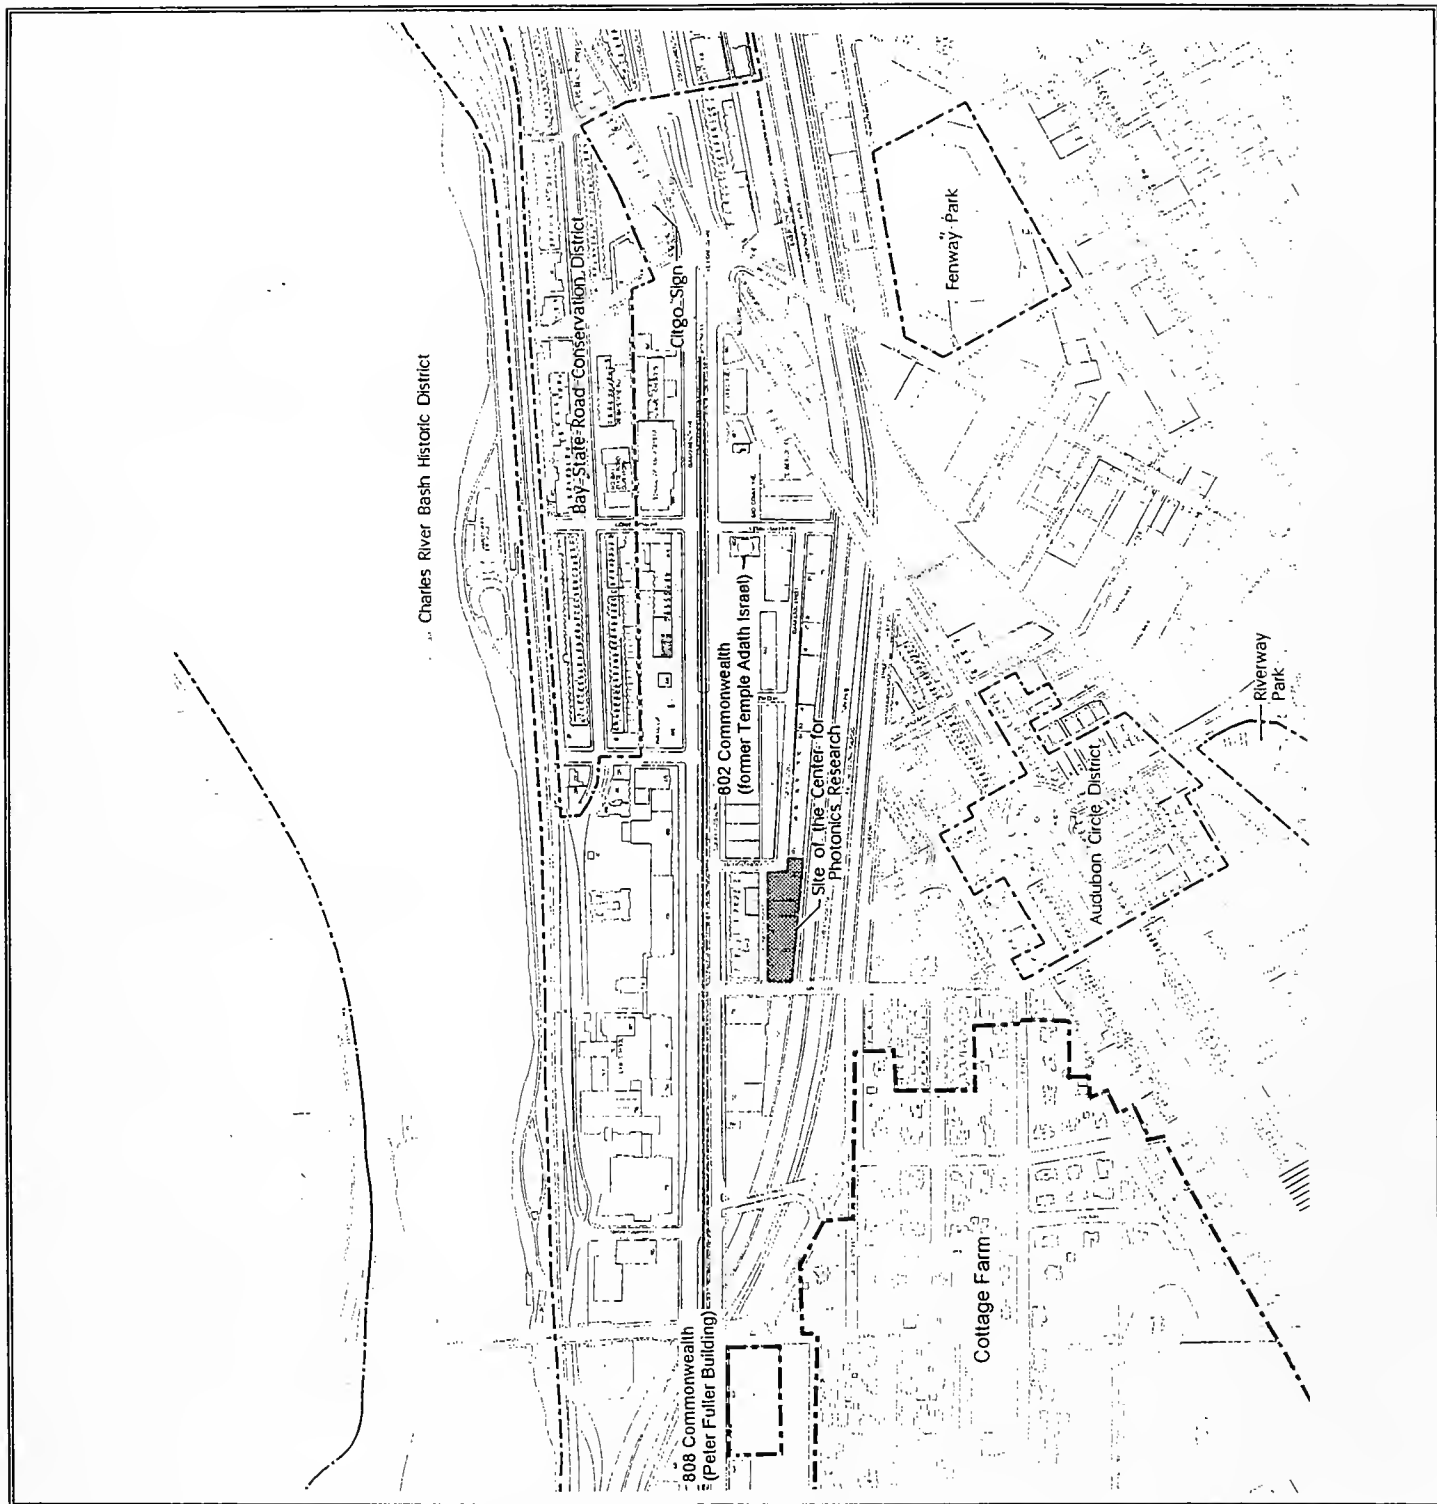 Charles River Basin Historic District
Bay State Road Conservation District
Citgo Sign
Fenway Park
802 Commonwealth
(former Temple Adath Israel)
Site of the Center for
Photonics Research
Riverway
Park
Audubon Circle District
Cottage Farm
808 Commonwealth
(Peter Fuller Building)